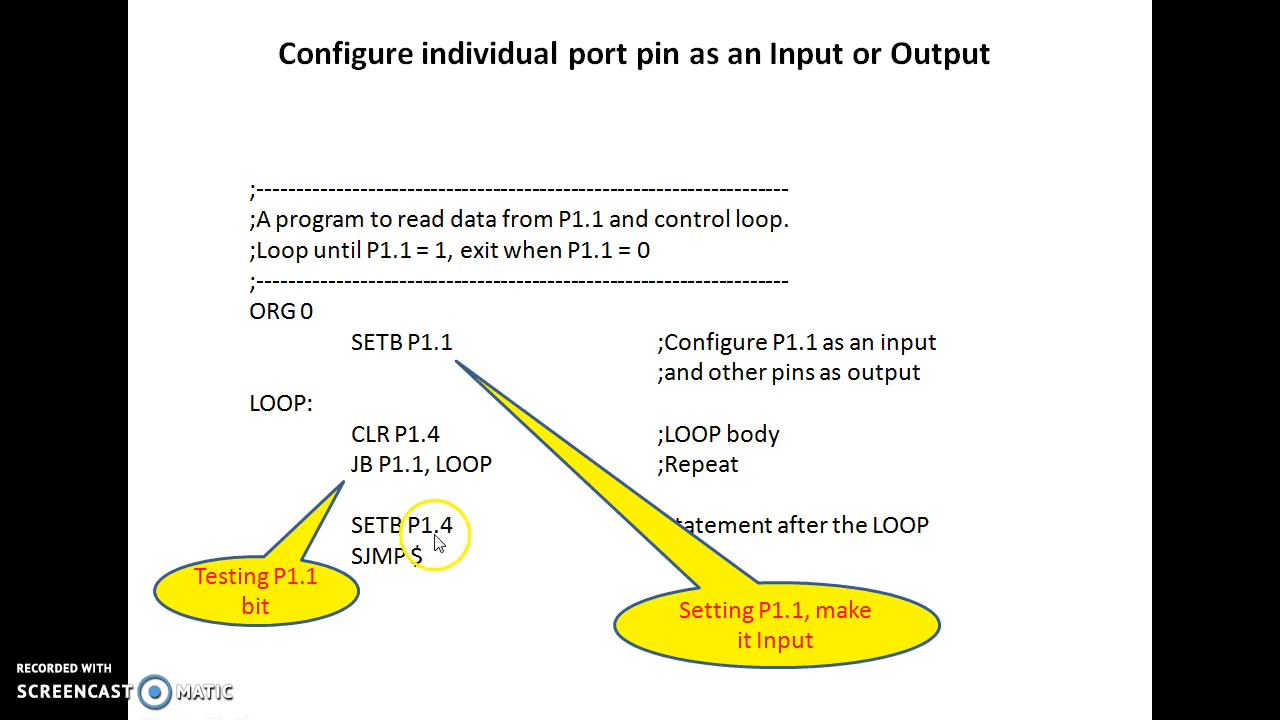 Configure individual port pin as an Input or Output
;-------------------------------------------------------------------
;A program to read data from P1.1 and control loop.
;Loop until P1.1 = 1, exit when P1.1 = 0
;-------------------------------------------------------------------
ORG 0
SETB P1.1 ;Configure P1.1 as an input
;and other pins as output
LOOP:
CLR P1.4 ;LOOP body
JB P1.1, LOOP ;Repeat
SETB P1.4 tatement after the LOOP
SJMP $
Testing P1.1
bit
Setting P1.1, make
it Input
RECORDED WITH
SCREENCAST MATIC